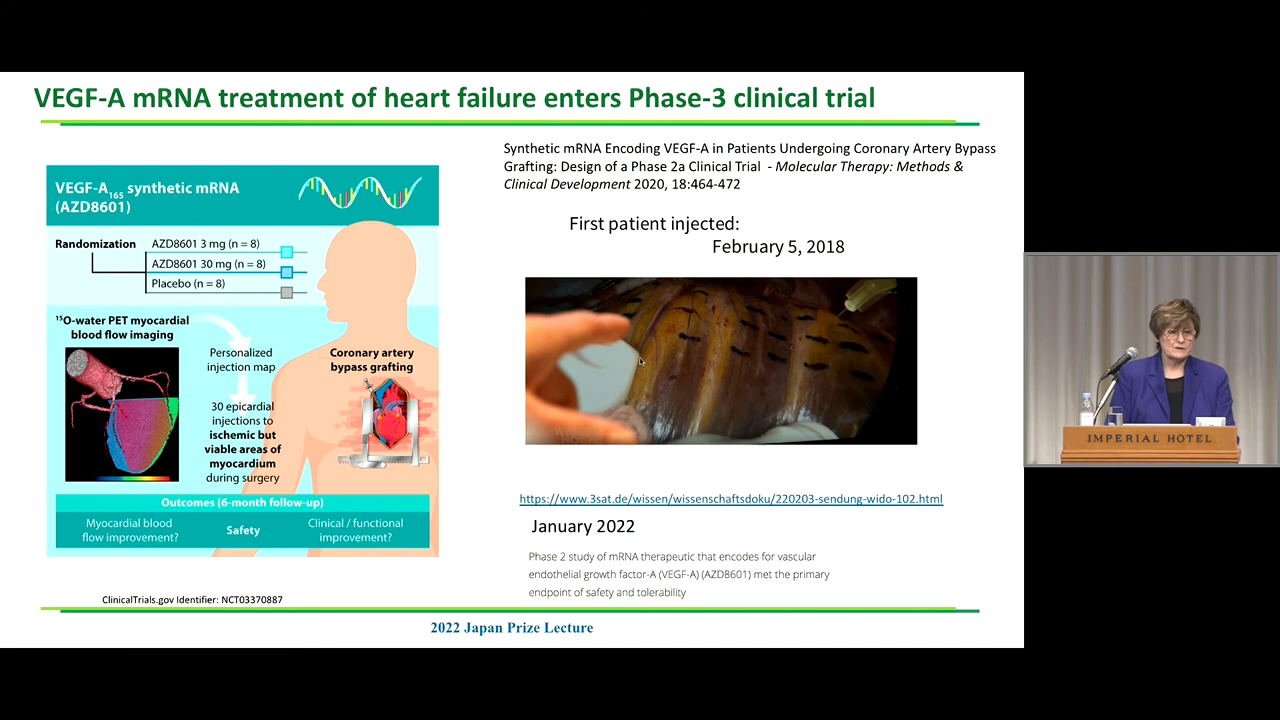 VEGF-A mRNA treatment of heart failure enters Phase-3 clinical trial
VEGF-A165 synthetic mRNA
(AZD8601)
Randomization
AZD8601 3 mg (n = 8)
AZD8601 30 mg (n = 8)
Placebo (n = 8)
¹⁵O-water PET myocardial
blood flow imaging
Personalized
injection map
30 epicardial
injections to
ischemic but
viable areas of
myocardium
during surgery
Coronary artery
bypass grafting
Outcomes (6-month follow-up)
Myocardial blood
flow improvement?
Safety
Clinical / functional
improvement?
ClinicalTrials.gov Identifier: NCT03370887
Synthetic mRNA Encoding VEGF-A in Patients Undergoing Coronary Artery Bypass
Grafting: Design of a Phase 2a Clinical Trial - Molecular Therapy: Methods &
Clinical Development 2020, 18:464-472
First patient injected:
February 5, 2018
https://www.3sat.de/wissen/wissenschaftsdoku/220203-sendung-wido-102.html
January 2022
Phase 2 study of mRNA therapeutic that encodes for vascular
endothelial growth factor-A (VEGF-A) (AZD8601) met the primary
endpoint of safety and tolerability
2022 Japan Prize Lecture
IMPERIAL HOTEL